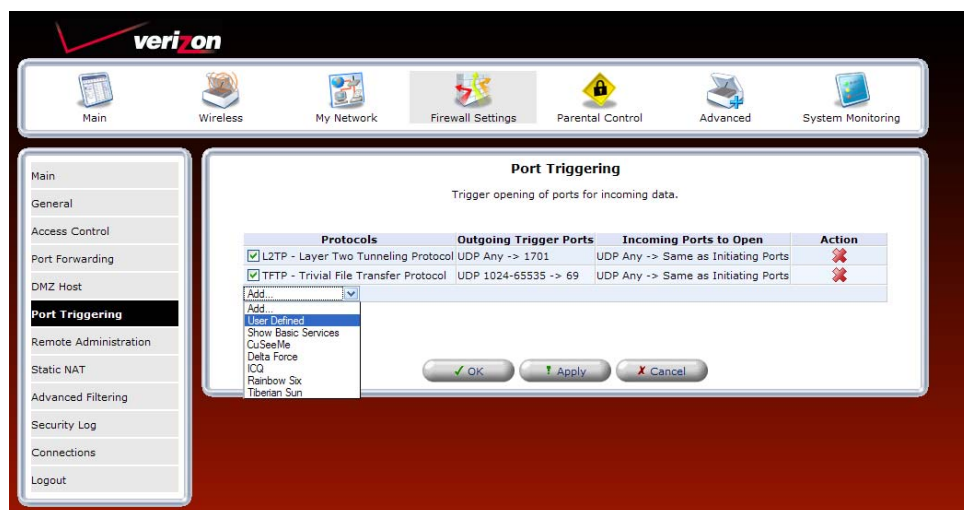 verizon
Main Wireless My Network Firewall Settings Parental Control Advanced System Monitoring
Main
General
Access Control
Port Forwarding
DMZ Host
Port Triggering
Remote Administration
Static NAT
Advanced Filtering
Security Log
Connections
Logout
Port Triggering
Trigger opening of ports for incoming data.
Protocols Outgoing Trigger Ports Incoming Ports to Open Action
L2TP - Layer Two Tunneling Protocol UDP Any -> 1701 UDP Any -> Same as Initiating Ports
TFTP - Trivial File Transfer Protocol UDP 1024-65535 -> 69 UDP Any -> Same as Initiating Ports
Add...
Add...
User Defined
Show Basic Services
CuSeeMe
Delta Force
ICQ
Rainbow Six
Tiberian Sun
OK Apply Cancel